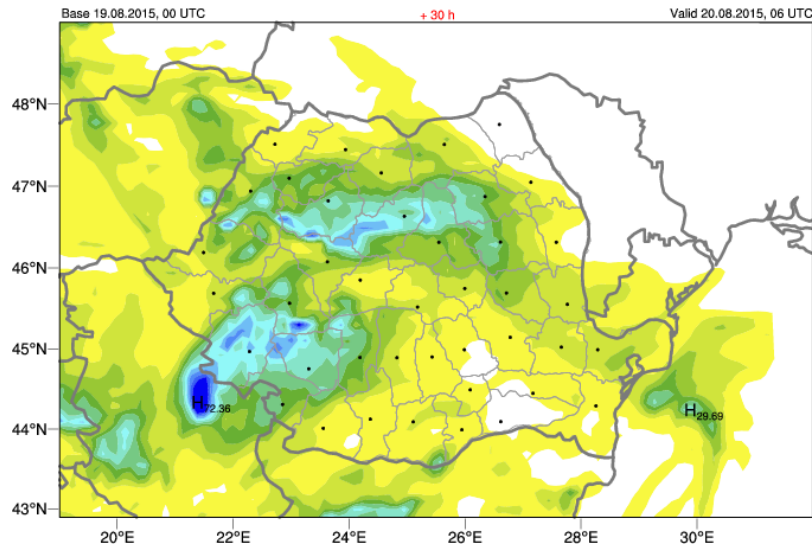 Base 19.08.2015, 00 UTC + 30 h Valid 20.08.2015, 06 UTC
48°N
47°N
46°N
45°N
H72.36
H29.69
44°N
43°N
20°E 22°E 24°E 26°E 28°E 30°E